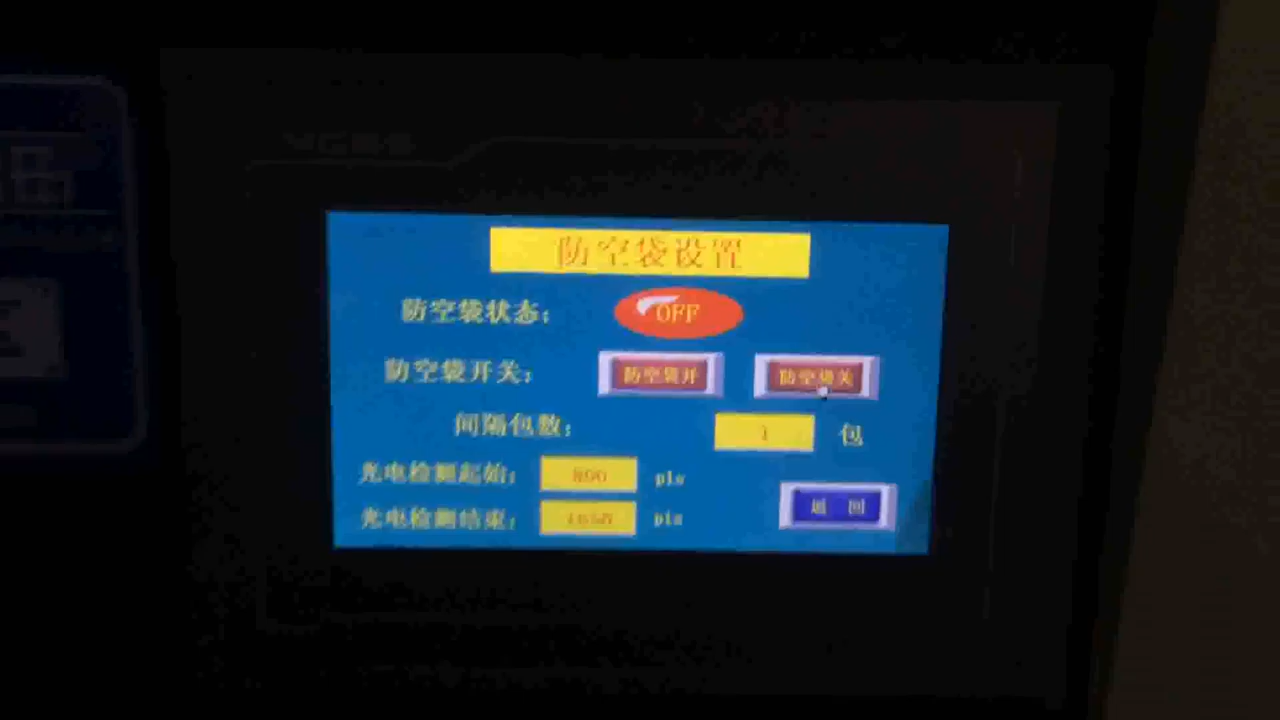 防空袋设置
防空袋状态: OFF
防空袋开关: 防空袋开 防空袋关
间隔包数: 1 包
光电检测起始: 800 pls
光电检测结束: pls
返 回